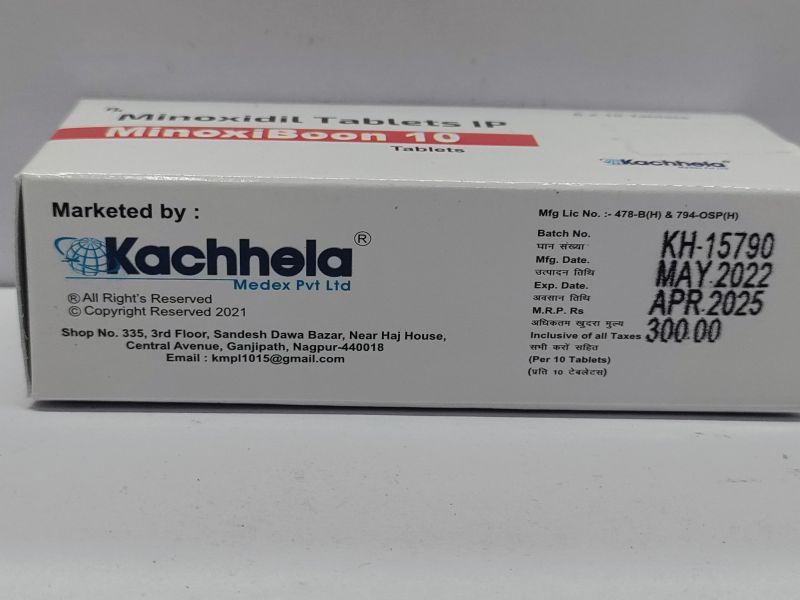 Minoxidil Tablets IP
MinoxiBoon 10
Tablets
Kachhela
Marketed by :
Kachhela ®
Medex Pvt Ltd
® All Right's Reserved
© Copyright Reserved 2021
Shop No. 335, 3rd Floor, Sandesh Dawa Bazar, Near Haj House,
Central Avenue, Ganjipath, Nagpur-440018
Email : kmpl1015@gmail.com
Mfg Lic No. :- 478-B(H) & 794-OSP(H)
Batch No. KH-15790
घान संख्या
Mfg. Date. MAY.2022
उत्पादन तिथि
Exp. Date. APR.2025
अवसान तिथि
M.R.P. Rs 300.00
अधिकतम खुदरा मुल्य
Inclusive of all Taxes
सभी करों सहित
(Per 10 Tablets)
(प्रति 10 टेबलेटस)